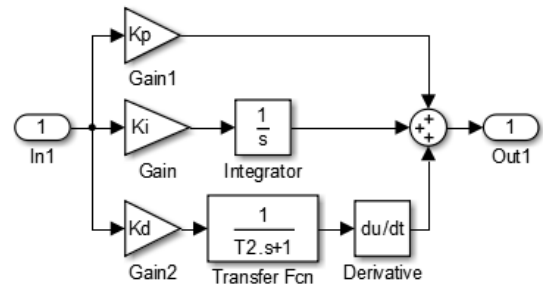 Kp
Gain1
1
In1
Ki
Gain
1
s
Integrator
+
+
+
1
Out1
Kd
Gain2
1
T2.s+1
Transfer Fcn
du/dt
Derivative